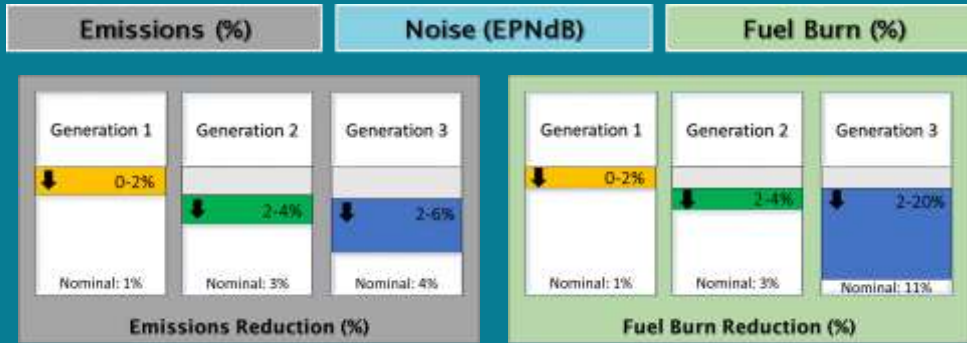 Emissions (%)
Noise (EPNdB)
Fuel Burn (%)
Generation 1
0-2%
Nominal: 1%
Generation 2
2-4%
Nominal: 3%
Generation 3
2-6%
Nominal: 4%
Emissions Reduction (%)
Generation 1
0-2%
Nominal: 1%
Generation 2
2-4%
Nominal: 3%
Generation 3
2-20%
Nominal: 11%
Fuel Burn Reduction (%)